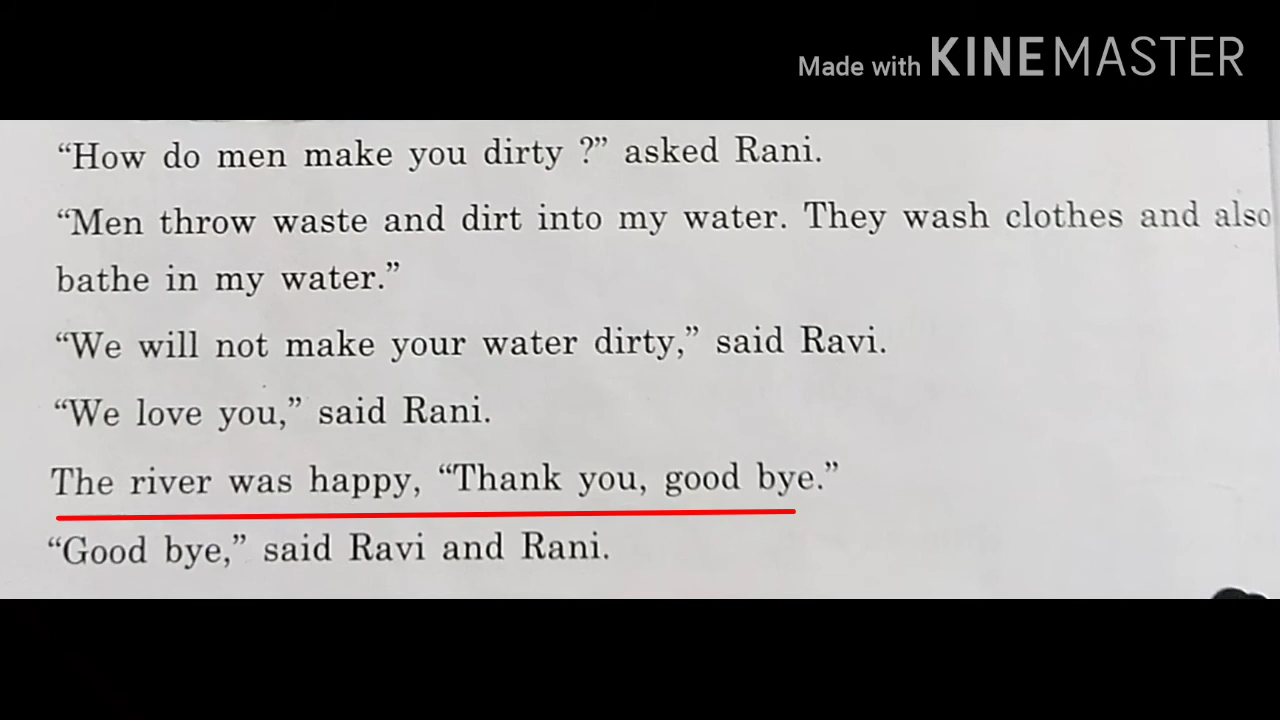 Made with KINEMASTER
“How do men make you dirty ?” asked Rani.
“Men throw waste and dirt into my water. They wash clothes and also
bathe in my water.”
“We will not make your water dirty,” said Ravi.
“We love you,” said Rani.
The river was happy, “Thank you, good bye.”
“Good bye,” said Ravi and Rani.